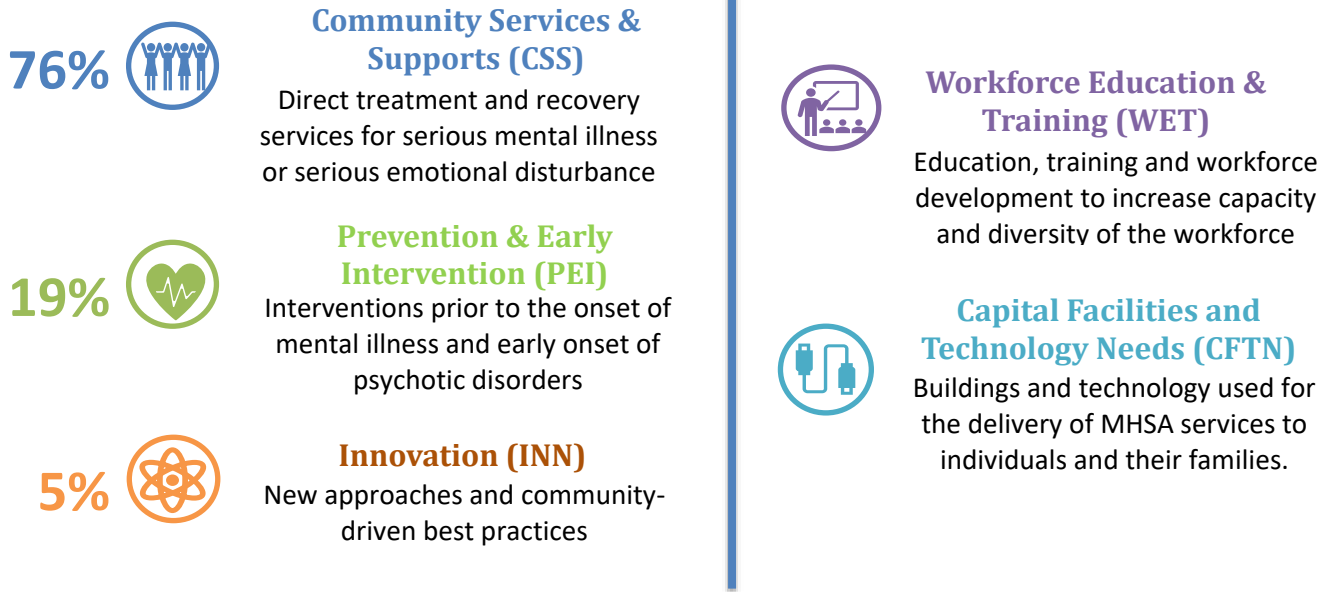 76%
Community Services &
Supports (CSS)
Direct treatment and recovery
services for serious mental illness
or serious emotional disturbance
19%
Prevention & Early
Intervention (PEI)
Interventions prior to the onset of
mental illness and early onset of
psychotic disorders
5%
Innovation (INN)
New approaches and community-
driven best practices
Workforce Education &
Training (WET)
Education, training and workforce
development to increase capacity
and diversity of the workforce
Capital Facilities and
Technology Needs (CFTN)
Buildings and technology used for
the delivery of MHSA services to
individuals and their families.